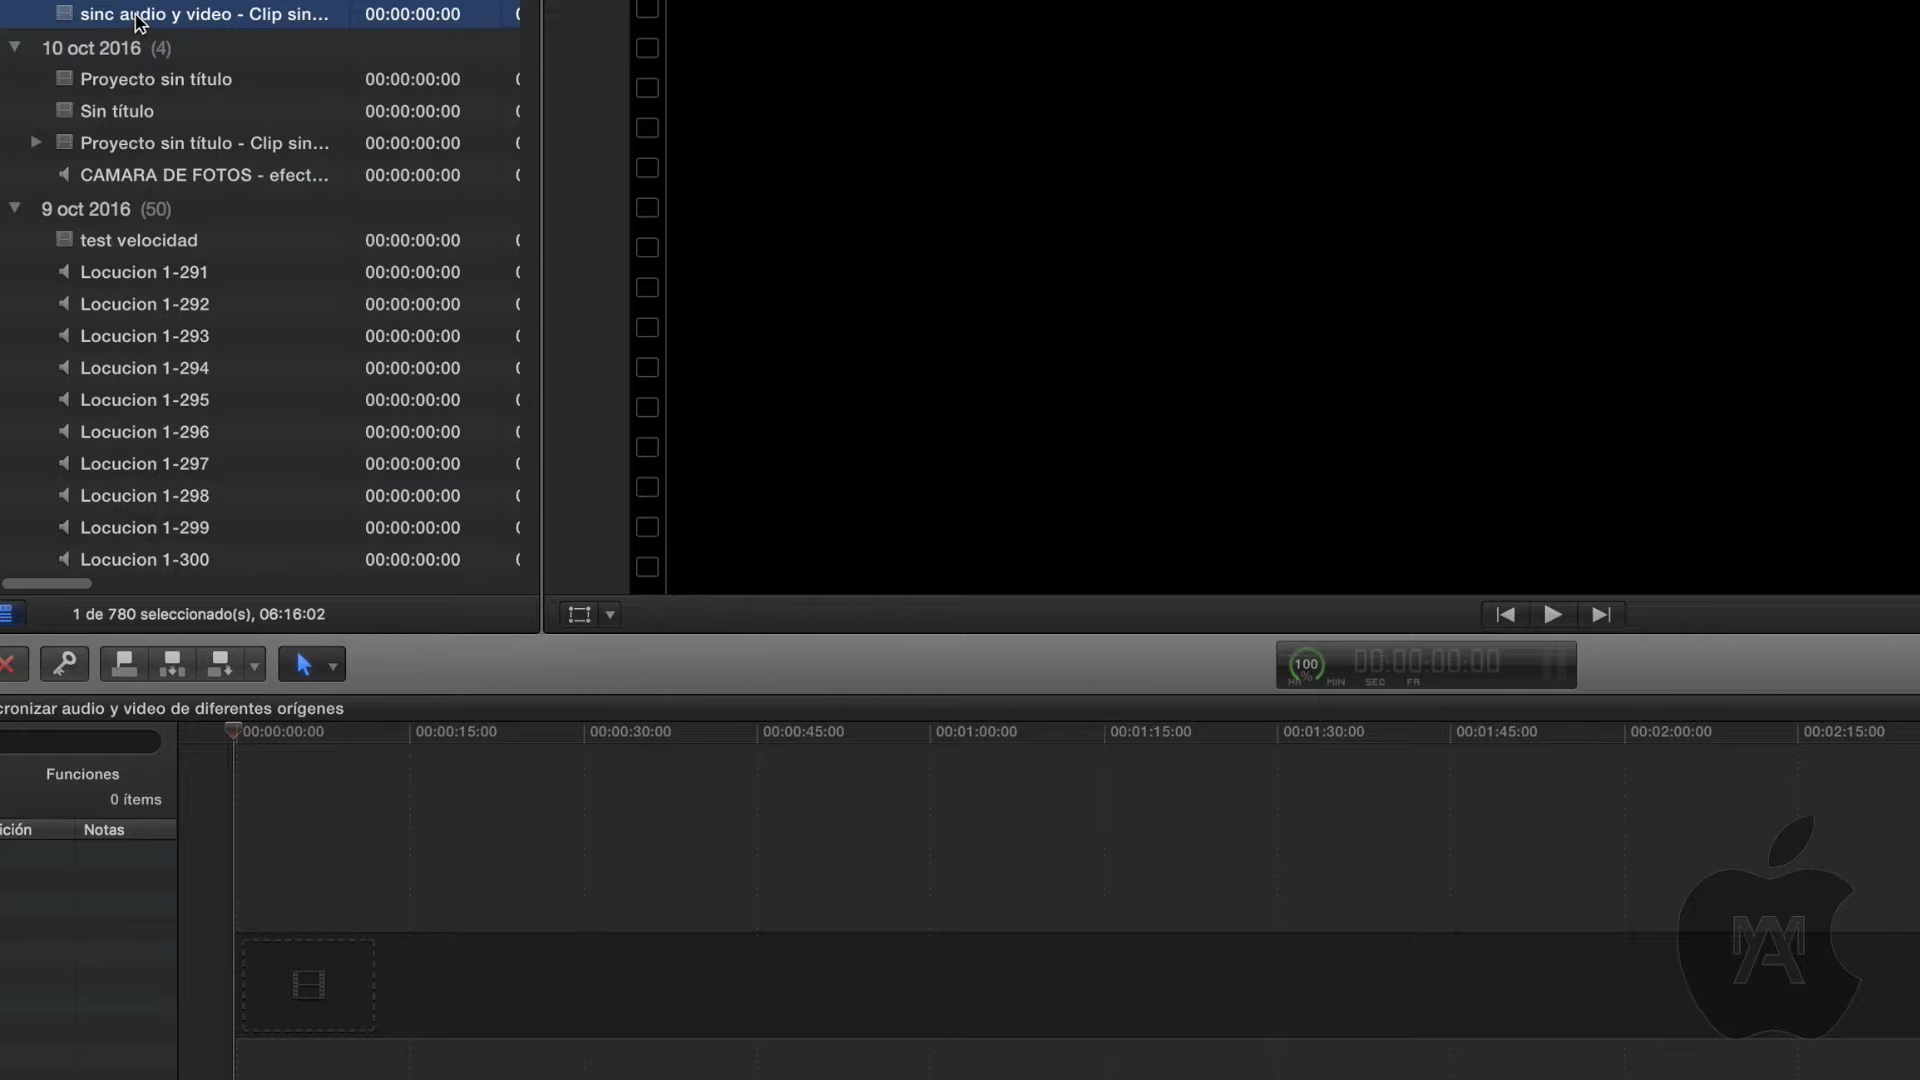 sinc audio y video - Clip sin... 00:00:00:00
10 oct 2016 (4)
Proyecto sin título 00:00:00:00
Sin título 00:00:00:00
Proyecto sin título - Clip sin... 00:00:00:00
CAMARA DE FOTOS - efect... 00:00:00:00
9 oct 2016 (50)
test velocidad 00:00:00:00
Locucion 1-291 00:00:00:00
Locucion 1-292 00:00:00:00
Locucion 1-293 00:00:00:00
Locucion 1-294 00:00:00:00
Locucion 1-295 00:00:00:00
Locucion 1-296 00:00:00:00
Locucion 1-297 00:00:00:00
Locucion 1-298 00:00:00:00
Locucion 1-299 00:00:00:00
Locucion 1-300 00:00:00:00
1 de 780 seleccionado(s), 06:16:02
100 % 00:00:00:00
HR MIN SEC FR
cronizar audio y video de diferentes orígenes
00:00:00:00 00:00:15:00 00:00:30:00 00:00:45:00 00:01:00:00 00:01:15:00 00:01:30:00 00:01:45:00 00:02:00:00 00:02:15:00
Funciones
0 ítems
ición Notas